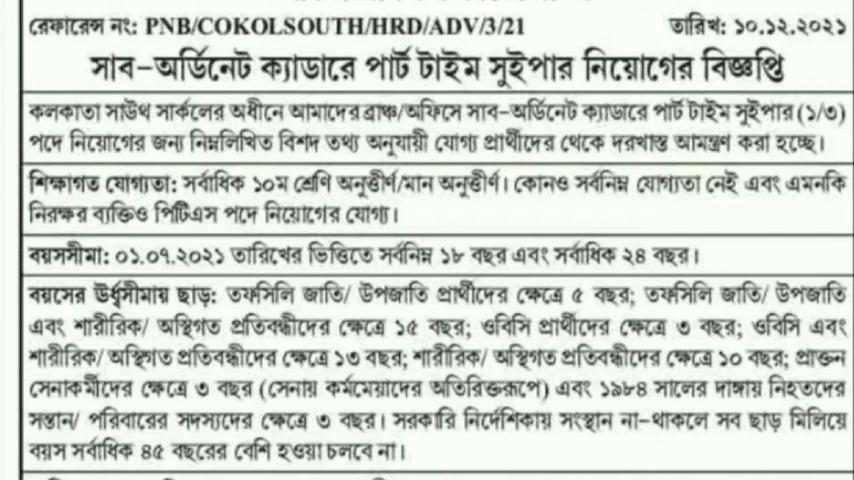 রেফারেন্স নং: PNB/COKOLSOUTH/HRD/ADV/3/21 তারিখ: ১০.১২.২০২১
সাব-অর্ডিনেট ক্যাডারে পার্ট টাইম সুইপার নিয়োগের বিজ্ঞপ্তি
কলকাতা সাউথ সার্কলের অধীনে আমাদের ব্রাঞ্চ/অফিসে সাব-অর্ডিনেট ক্যাডারে পার্ট টাইম সুইপার (১/৩)
পদে নিয়োগের জন্য নিম্নলিখিত বিশদ তথ্য অনুযায়ী যোগ্য প্রার্থীদের থেকে দরখাস্ত আমন্ত্রণ করা হচ্ছে।
শিক্ষাগত যোগ্যতা: সর্বাধিক ১০ম শ্রেণি অনুত্তীর্ণ/মান অনুত্তীর্ণ। কোনও সর্বনিম্ন যোগ্যতা নেই এবং এমনকি
নিরক্ষর ব্যক্তিও পিটিএস পদে নিয়োগের যোগ্য।
বয়সসীমা: ০১.০৭.২০২১ তারিখের ভিত্তিতে সর্বনিম্ন ১৮ বছর এবং সর্বাধিক ২৪ বছর।
বয়সের ঊর্ধ্বসীমায় ছাড়: তফসিলি জাতি/ উপজাতি প্রার্থীদের ক্ষেত্রে ৫ বছর; তফসিলি জাতি/ উপজাতি
এবং শারীরিক/ অস্থিগত প্রতিবন্ধীদের ক্ষেত্রে ১৫ বছর; ওবিসি প্রার্থীদের ক্ষেত্রে ৩ বছর; ওবিসি এবং
শারীরিক/ অস্থিগত প্রতিবন্ধীদের ক্ষেত্রে ১৩ বছর; শারীরিক/ অস্থিগত প্রতিবন্ধীদের ক্ষেত্রে ১০ বছর; প্রাক্তন
সেনাকর্মীদের ক্ষেত্রে ৩ বছর (সেনায় কর্মমেয়াদের অতিরিক্তরূপে) এবং ১৯৮৪ সালের দাঙ্গায় নিহতদের
সন্তান/ পরিবারের সদস্যদের ক্ষেত্রে ৩ বছর। সরকারি নির্দেশিকায় সংস্থান না-থাকলে সব ছাড় মিলিয়ে
বয়স সর্বাধিক ৪৫ বছরের বেশি হওয়া চলবে না।